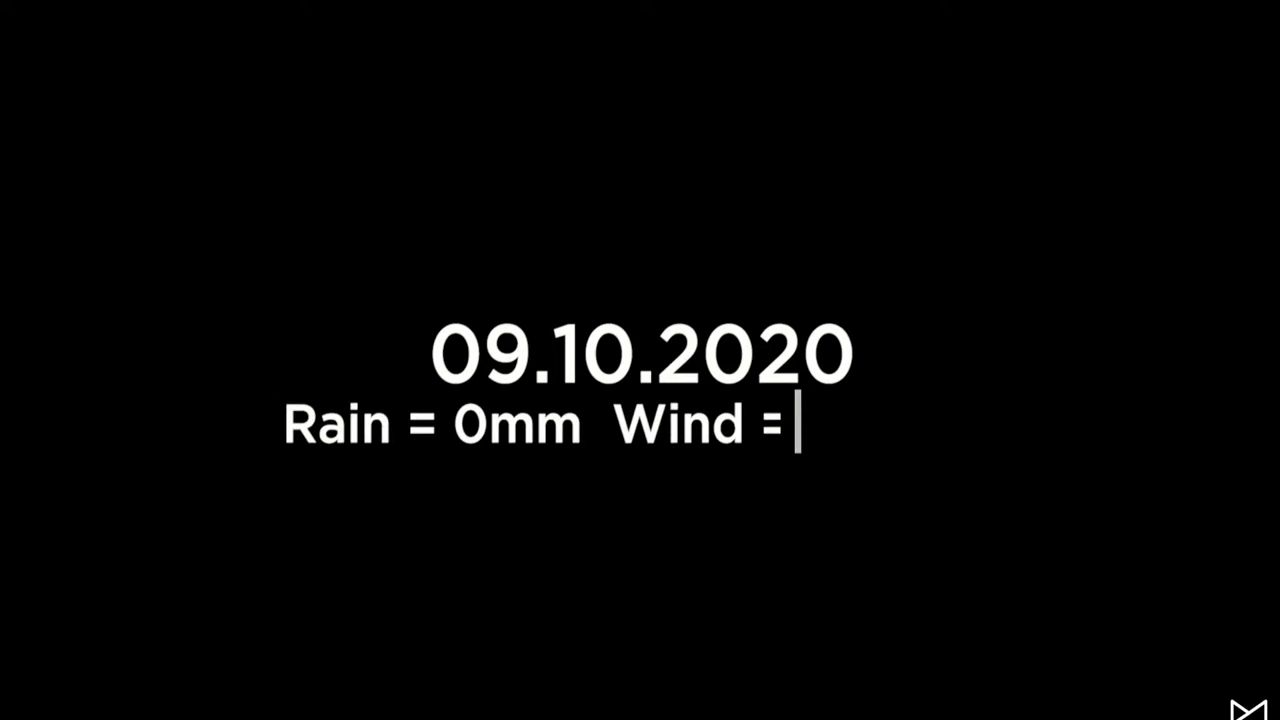 09.10.2020
Rain = 0mm  Wind =